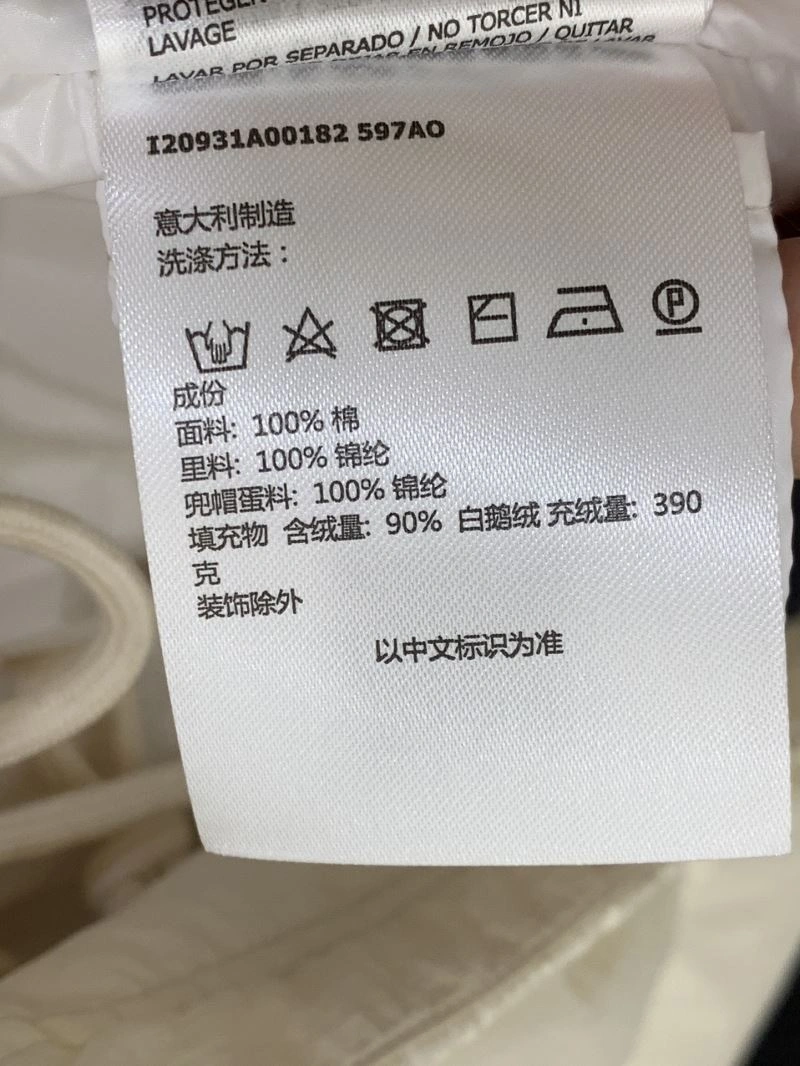 PROTEGER
LAVAGE
LAVAR POR SEPARADO / NO TORCER NI
EN REMOJO / QUITAR
LAVAR
I20931A00182 597AO
意大利制造
洗涤方法：
P
成份
面料: 100% 棉
里料: 100% 锦纶
兜帽蛋料: 100% 锦纶
填充物 含绒量: 90% 白鹅绒 充绒量: 390
克
装饰除外
以中文标识为准